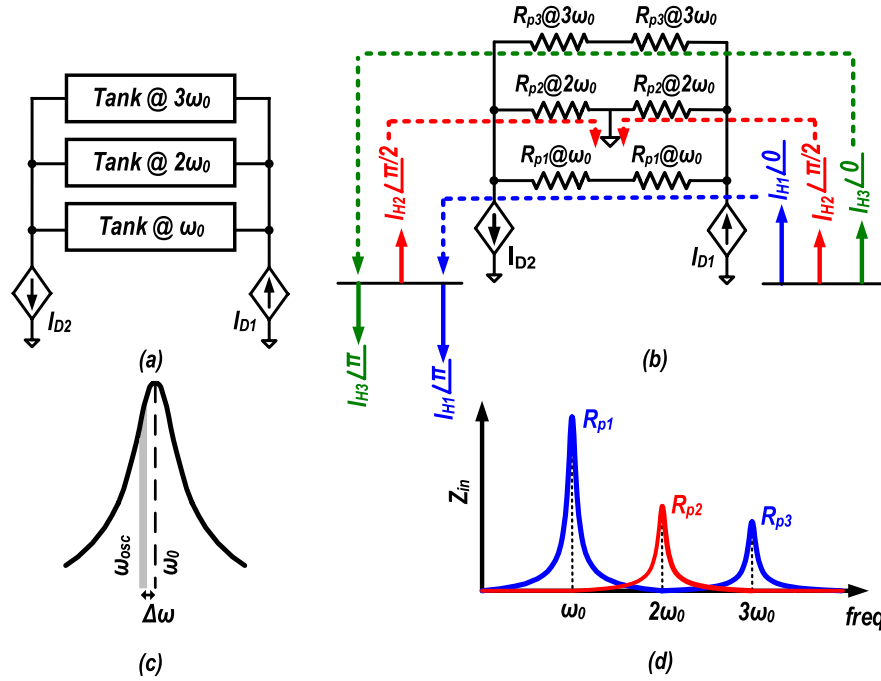 (a)
Tank @ 3ω0
Tank @ 2ω0
Tank @ ω0
ID2
ID1
(b)
Rp3@3ω0
Rp3@3ω0
Rp2@2ω0
Rp2@2ω0
Rp1@ω0
Rp1@ω0
ID2
ID1
IH2∠π/2
IH3∠π
IH1∠π
IH1∠0
IH2∠π/2
IH3∠0
(a)
(b)
ωosc
ω0
Δω
(c)
Zin
Rp1
Rp2
Rp3
ω0
2ω0
3ω0
freq
(d)